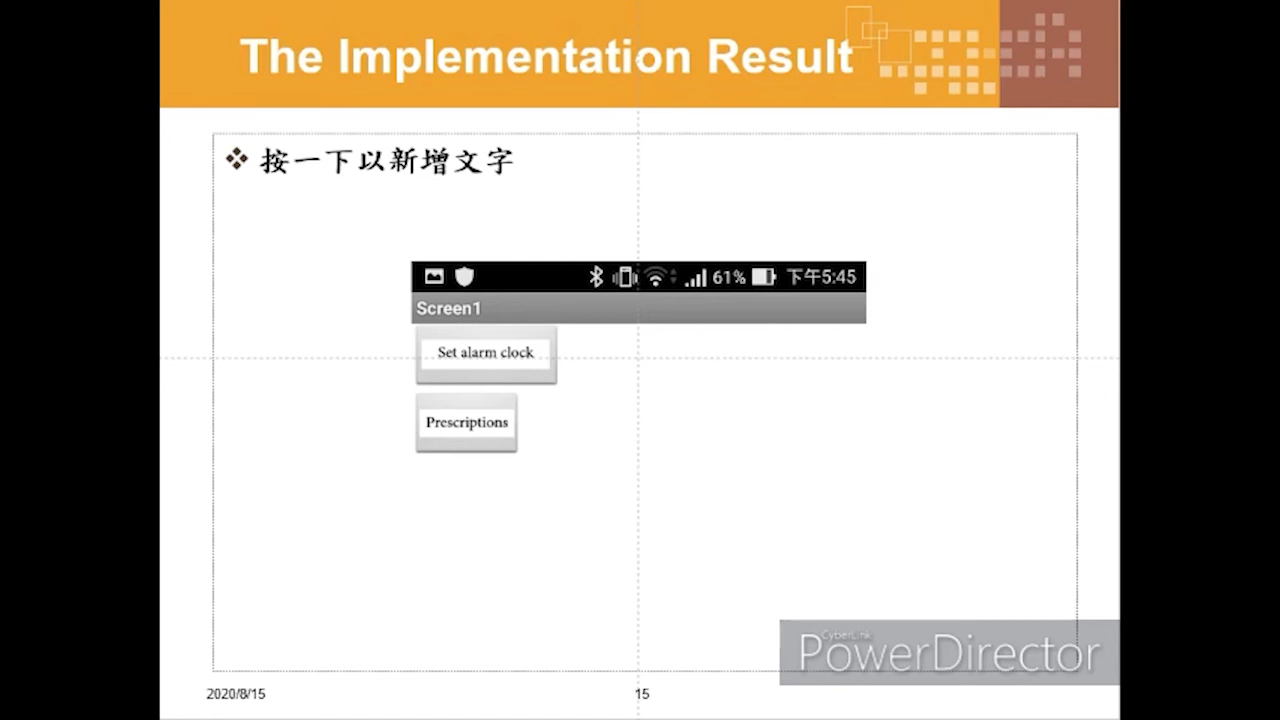 The Implementation Result
按一下以新增文字
61% 下午5:45
Screen1
Set alarm clock
Prescriptions
CyberLink
PowerDirector
2020/8/15
15